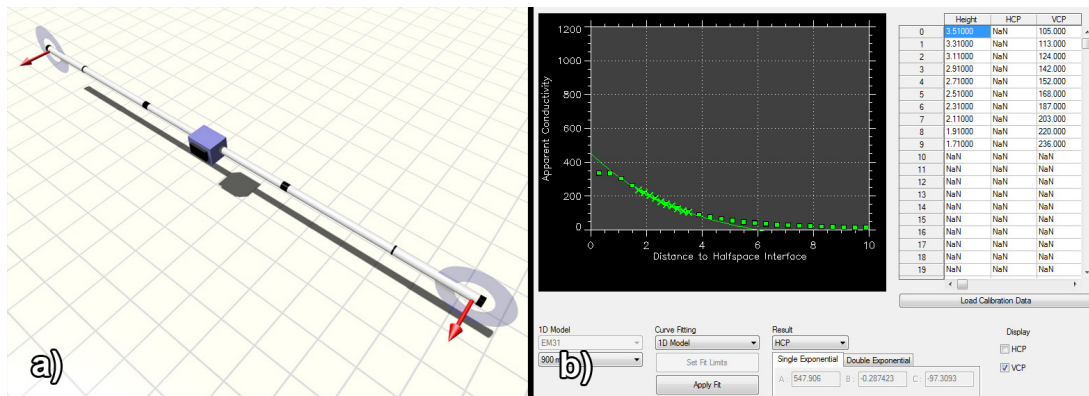 a)
b)
1200
1000
800
600
400
200
0
0 2 4 6 8 10
Apparent Conductivity
Distance to Halfspace Interface
Height HCP VCP
0 3.51000 NaN 105.000
1 3.31000 NaN 113.000
2 3.11000 NaN 124.000
3 2.91000 NaN 142.000
4 2.71000 NaN 152.000
5 2.51000 NaN 168.000
6 2.31000 NaN 187.000
7 2.11000 NaN 203.000
8 1.91000 NaN 220.000
9 1.71000 NaN 236.000
10 NaN NaN NaN
11 NaN NaN NaN
12 NaN NaN NaN
13 NaN NaN NaN
14 NaN NaN NaN
15 NaN NaN NaN
16 NaN NaN NaN
17 NaN NaN NaN
18 NaN NaN NaN
19 NaN NaN NaN
Load Calibration Data
1D Model
EM31
900 m
Curve Fitting
1D Model
Set Fit Limits
Apply Fit
Result
HCP
Single Exponential Double Exponential
A: 547.906 B: -0.287423 C: -97.3093
Display
HCP
VCP